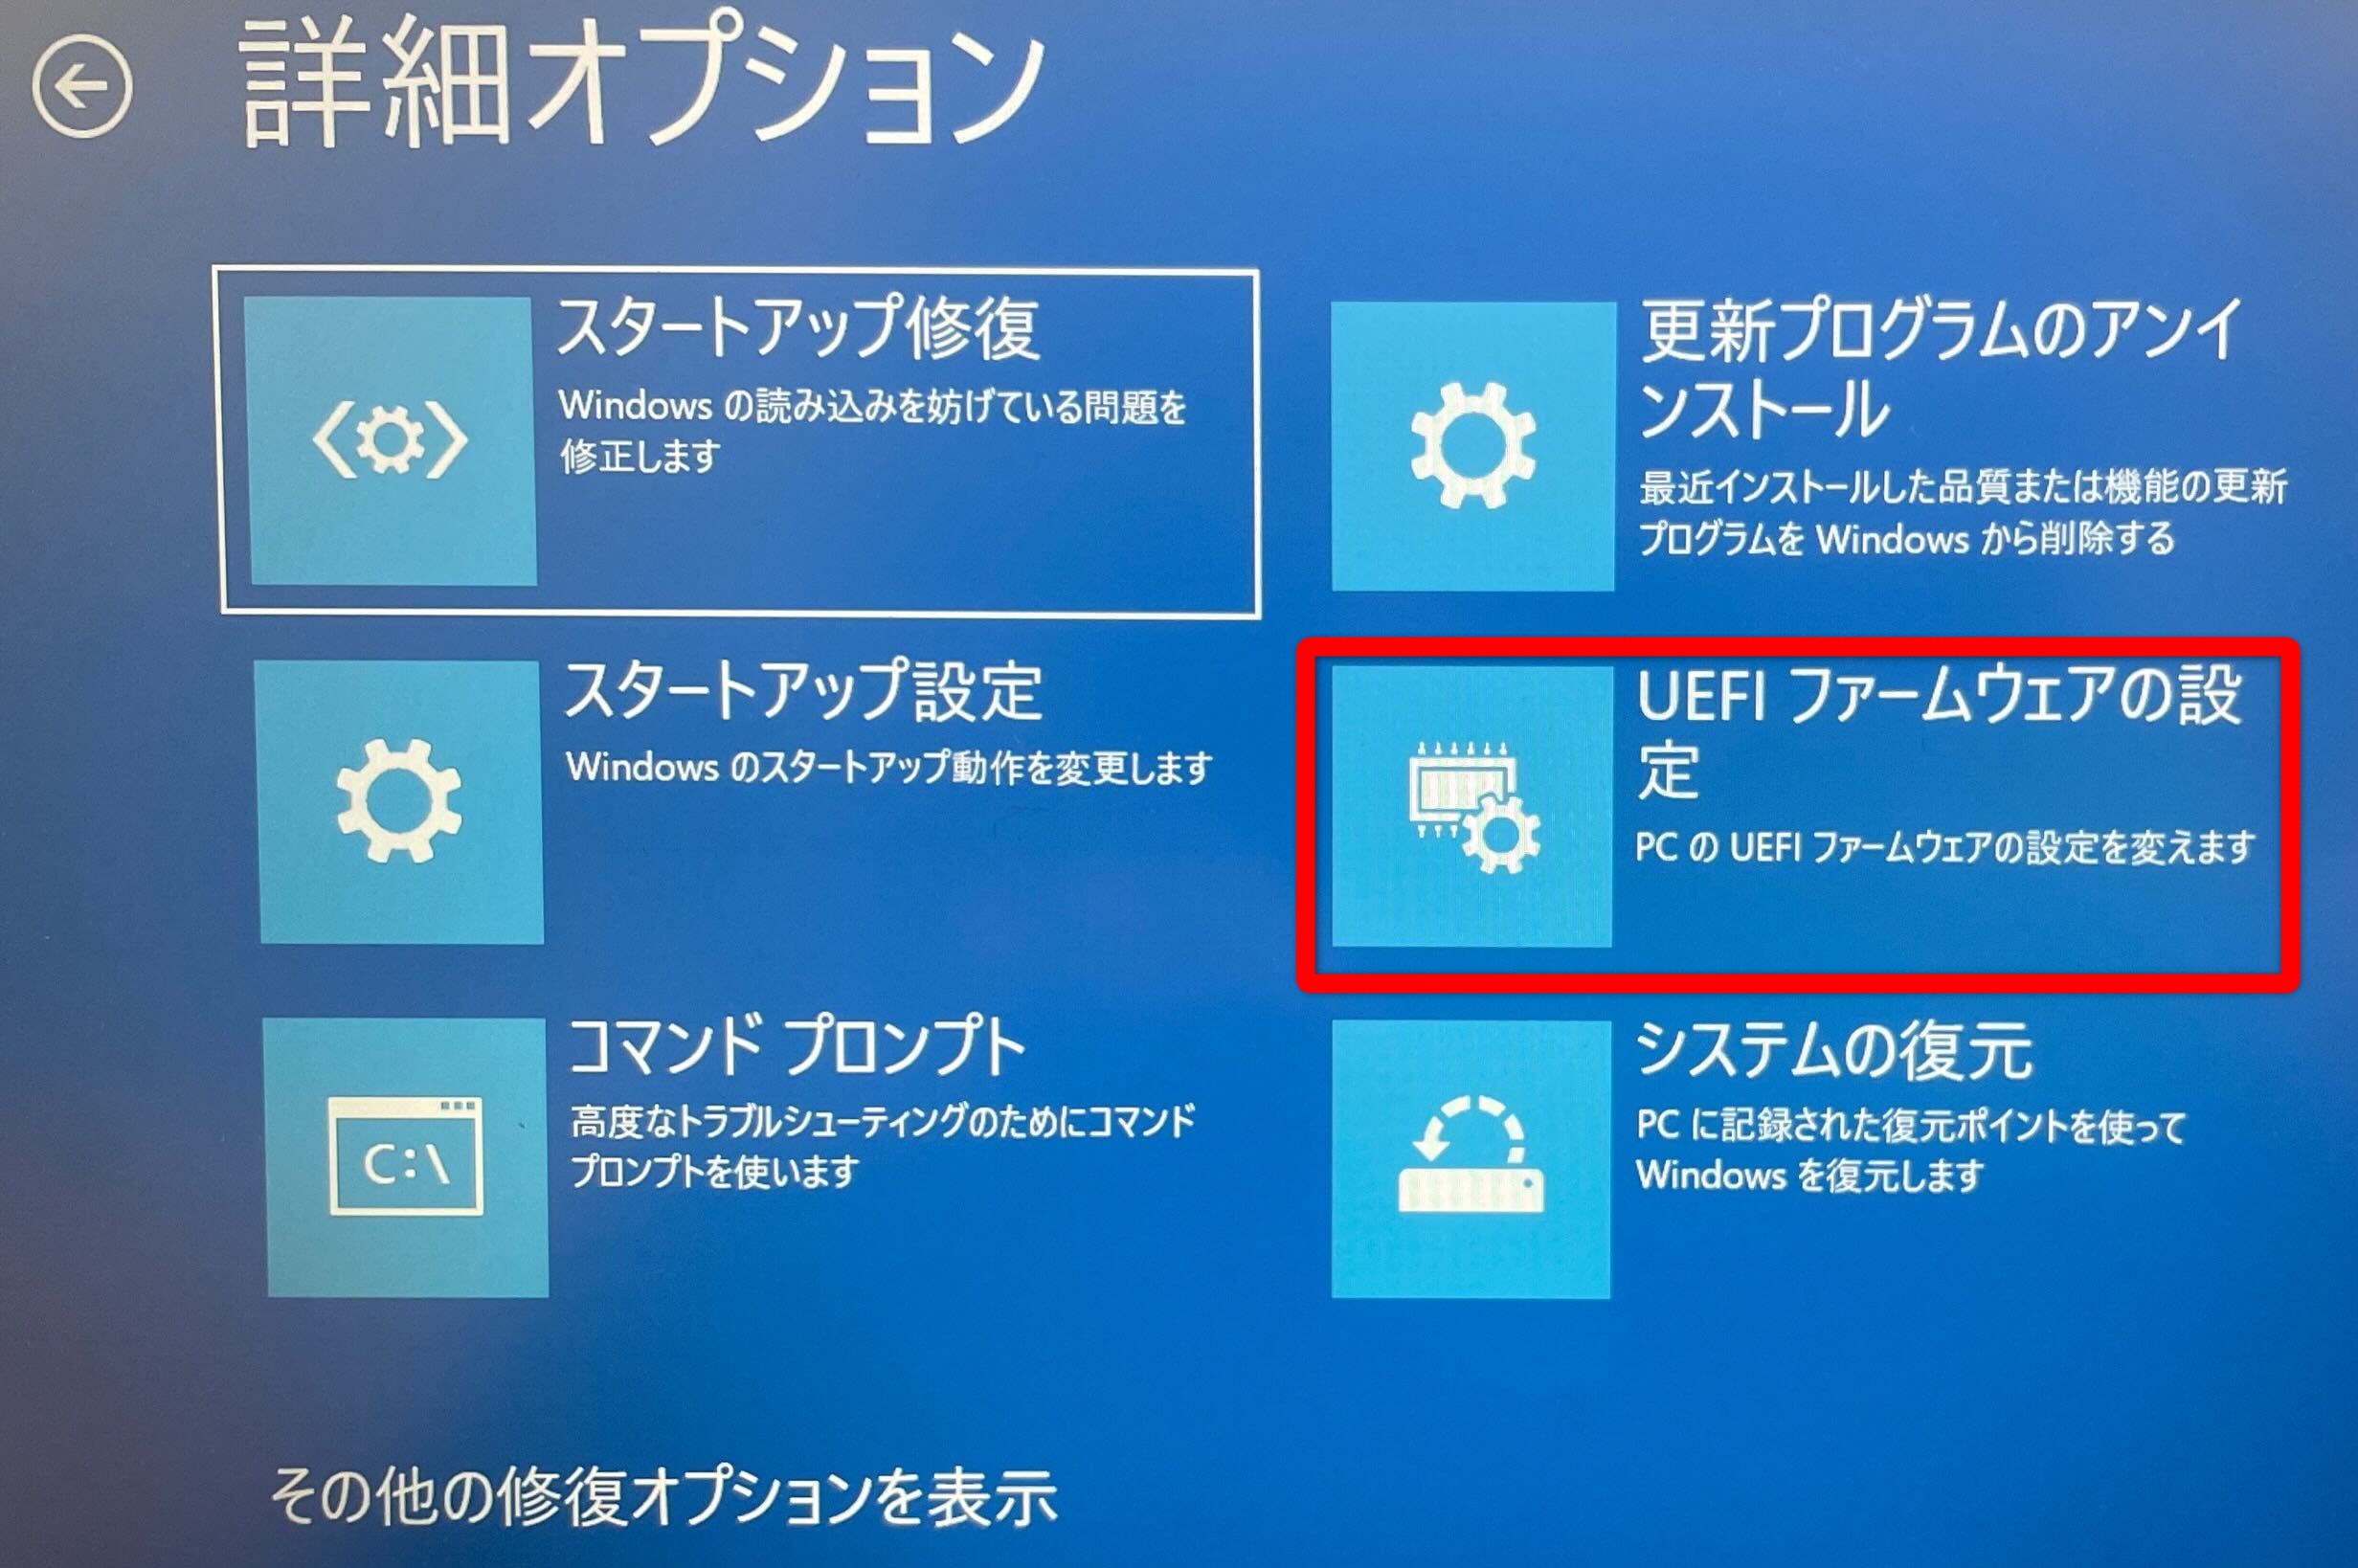 詳細オプション
スタートアップ修復
Windows の読み込みを妨げている問題を
修正します
更新プログラムのアンイ
ンストール
最近インストールした品質または機能の更新
プログラムを Windows から削除する
スタートアップ設定
Windows のスタートアップ動作を変更します
UEFI ファームウェアの設
定
PC の UEFI ファームウェアの設定を変えます
C:\
コマンド プロンプト
高度なトラブルシューティングのためにコマンド
プロンプトを使います
システムの復元
PC に記録された復元ポイントを使って
Windows を復元します
その他の修復オプションを表示